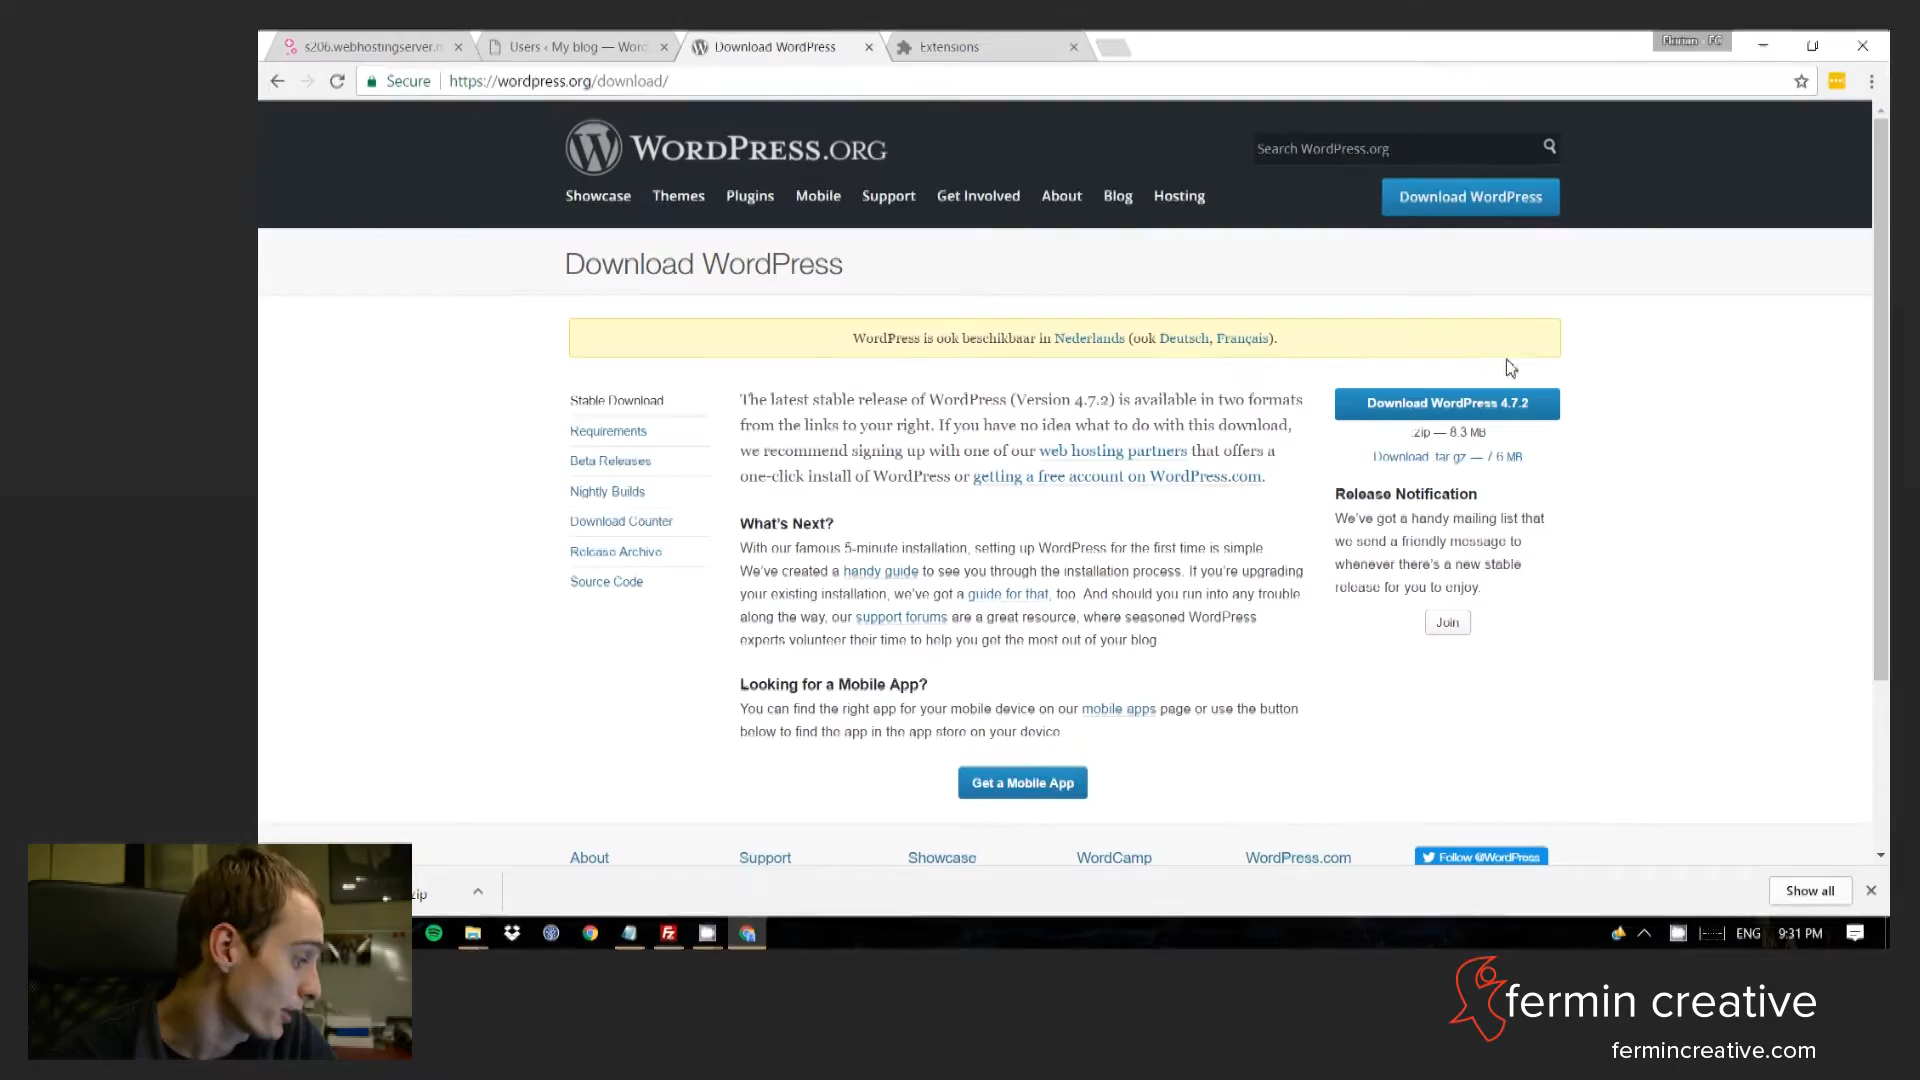 s206.webhostingserver.n
Users ‹ My blog — Word
Download WordPress
Extensions
Florian - FC
Secure
https://wordpress.org/download/
WORDPRESS.ORG
Search WordPress.org
Showcase Themes Plugins Mobile Support Get Involved About Blog Hosting
Download WordPress
Download WordPress
WordPress is ook beschikbaar in Nederlands (ook Deutsch, Français).
Stable Download
Requirements
Beta Releases
Nightly Builds
Download Counter
Release Archive
Source Code
The latest stable release of WordPress (Version 4.7.2) is available in two formats
from the links to your right. If you have no idea what to do with this download,
we recommend signing up with one of our web hosting partners that offers a
one-click install of WordPress or getting a free account on WordPress.com.
What's Next?
With our famous 5-minute installation, setting up WordPress for the first time is simple
We've created a handy guide to see you through the installation process. If you're upgrading
your existing installation, we've got a guide for that, too. And should you run into any trouble
along the way, our support forums are a great resource, where seasoned WordPress
experts volunteer their time to help you get the most out of your blog
Looking for a Mobile App?
You can find the right app for your mobile device on our mobile apps page or use the button
below to find the app in the app store on your device
Get a Mobile App
Download WordPress 4.7.2
.zip — 8.3 MB
Download .tar.gz — 7.6 MB
Release Notification
We've got a handy mailing list that
we send a friendly message to
whenever there's a new stable
release for you to enjoy.
Join
About
Support
Showcase
WordCamp
WordPress.com
Follow @WordPress
zip
Show all
ENG 9:31 PM
fermin creative
fermincreative.com